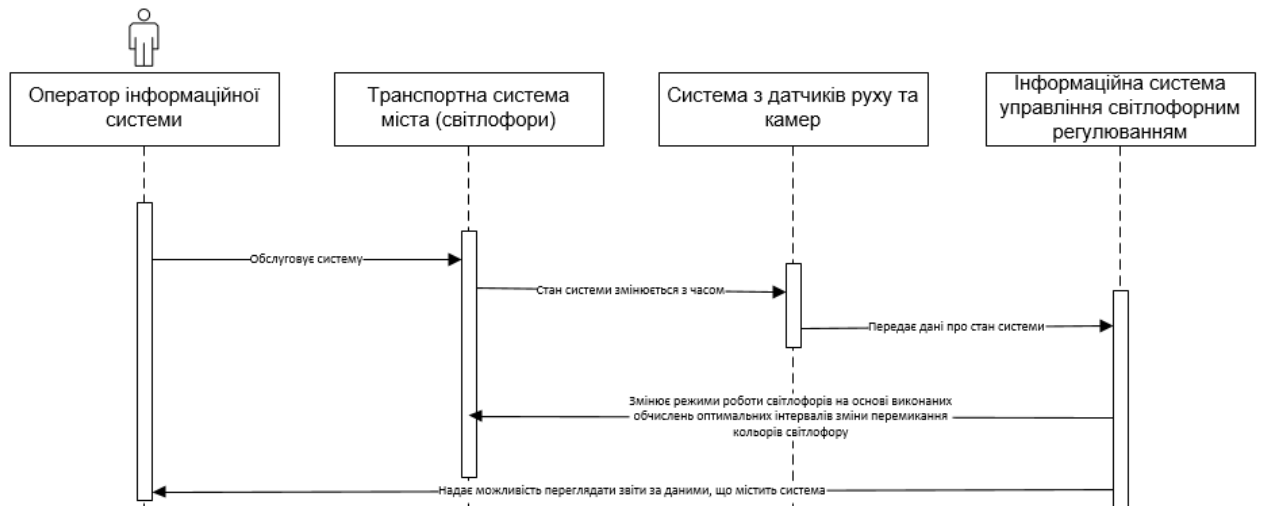 Оператор інформаційної
системи
Транспортна система
міста (світлофори)
Система з датчиків руху та
камер
Інформаційна система
управління світлофорним
регулюванням
Обслуговує систему
Стан системи змінюється з часом
Передає дані про стан системи
Змінює режими роботи світлофорів на основі виконаних
обчислень оптимальних інтервалів зміни перемикання
кольорів світлофору
Надає можливість переглядати звіти за даними, що містить система